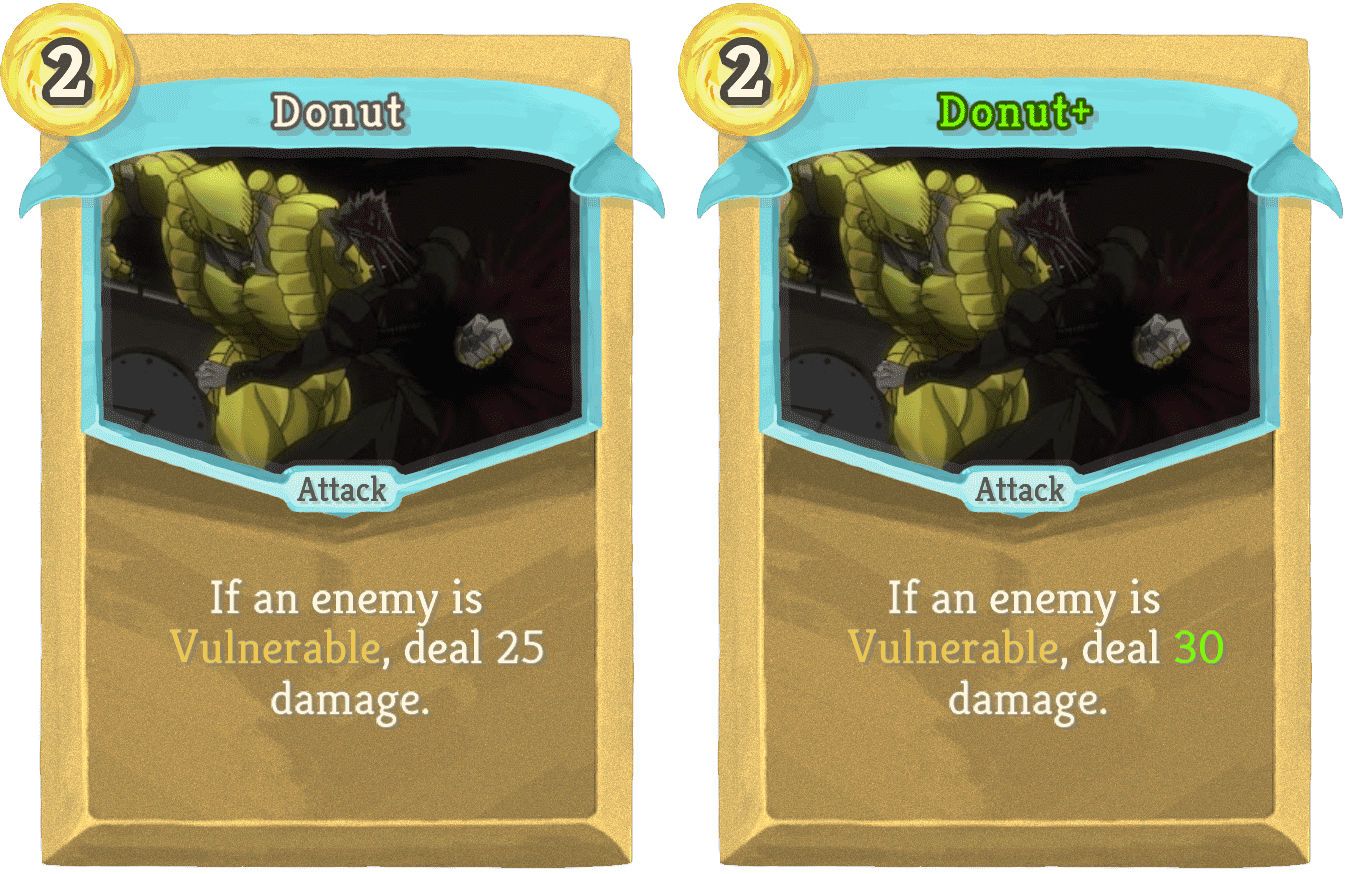 2
Donut
Attack
If an enemy is
Vulnerable, deal 25
damage.
2
Donut+
Attack
If an enemy is
Vulnerable, deal 30
damage.